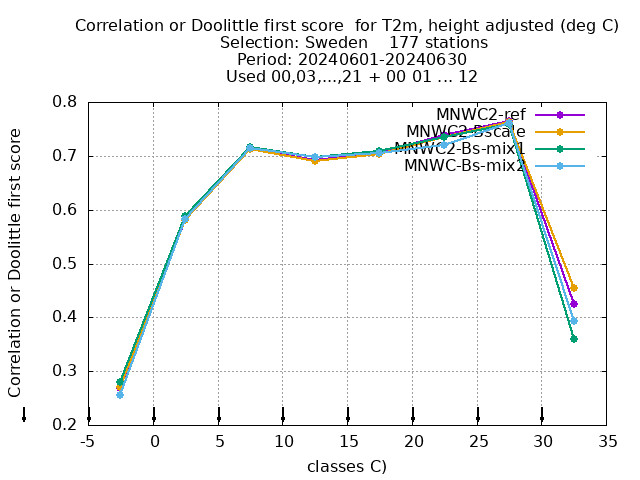 Correlation or Doolittle first score  for T2m, height adjusted (deg C)
Selection: Sweden    177 stations
Period: 20240601-20240630
Used 00,03,...,21 + 00 01 ... 12
Correlation or Doolittle first score
0.8
0.7
0.6
0.5
0.4
0.3
0.2
MNWC2-ref
MNWC2-Bscale
MNWC2-Bs-mix1
MNWC-Bs-mix2
-5
0
5
10
15
20
25
30
35
classes C)